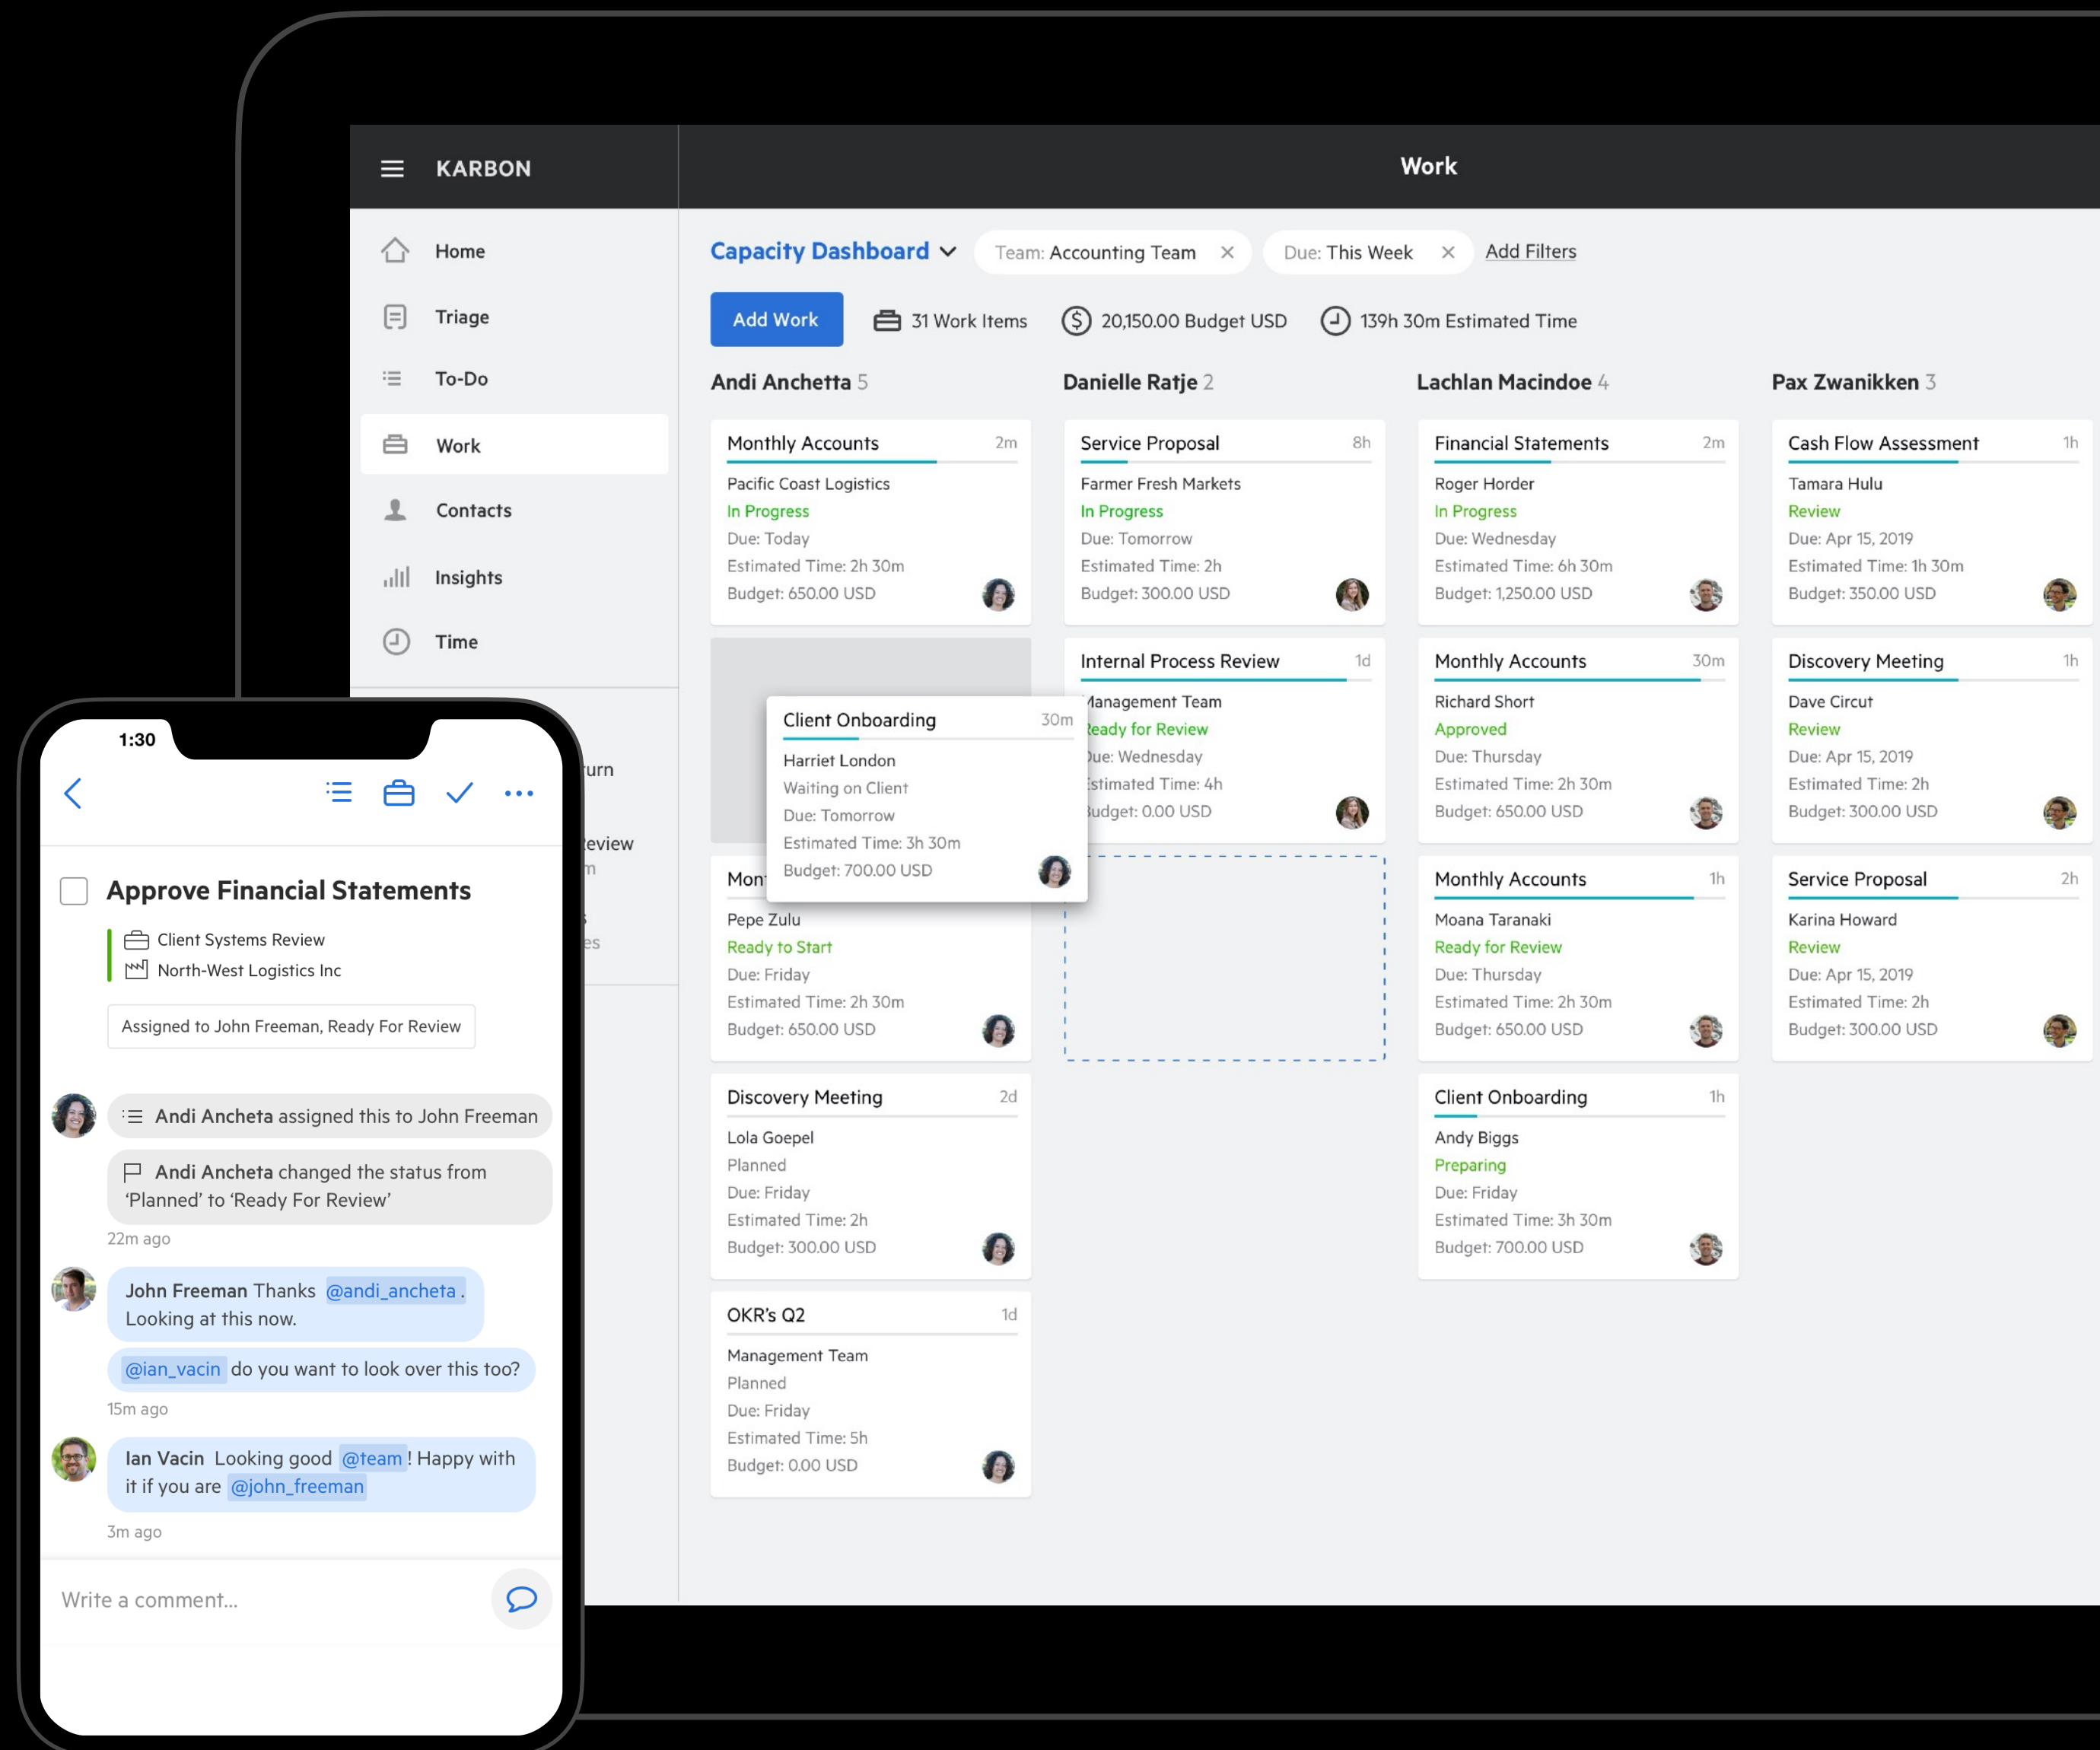 KARBON
Work
Home
Triage
To-Do
Work
Contacts
Insights
Time
Capacity Dashboard
Team: Accounting Team ×
Due: This Week ×
Add Filters
Add Work
31 Work Items
$ 20,150.00 Budget USD
139h 30m Estimated Time
Andi Anchetta 5
Monthly Accounts 2m
Pacific Coast Logistics
In Progress
Due: Today
Estimated Time: 2h 30m
Budget: 650.00 USD
Client Onboarding 30m
Harriet London
Waiting on Client
Due: Tomorrow
Estimated Time: 3h 30m
Budget: 700.00 USD
Mon
Pepe Zulu
Ready to Start
Due: Friday
Estimated Time: 2h 30m
Budget: 650.00 USD
Discovery Meeting 2d
Lola Goepel
Planned
Due: Friday
Estimated Time: 2h
Budget: 300.00 USD
OKR's Q2 1d
Management Team
Planned
Due: Friday
Estimated Time: 5h
Budget: 0.00 USD
Danielle Ratje 2
Service Proposal 8h
Farmer Fresh Markets
In Progress
Due: Tomorrow
Estimated Time: 2h
Budget: 300.00 USD
Internal Process Review 1d
Management Team
Ready for Review
Due: Wednesday
Estimated Time: 4h
Budget: 0.00 USD
Lachlan Macindoe 4
Financial Statements 2m
Roger Horder
In Progress
Due: Wednesday
Estimated Time: 6h 30m
Budget: 1,250.00 USD
Monthly Accounts 30m
Richard Short
Approved
Due: Thursday
Estimated Time: 2h 30m
Budget: 650.00 USD
Monthly Accounts 1h
Moana Taranaki
Ready for Review
Due: Thursday
Estimated Time: 2h 30m
Budget: 650.00 USD
Client Onboarding 1h
Andy Biggs
Preparing
Due: Friday
Estimated Time: 3h 30m
Budget: 700.00 USD
Pax Zwanikken 3
Cash Flow Assessment 1h
Tamara Hulu
Review
Due: Apr 15, 2019
Estimated Time: 1h 30m
Budget: 350.00 USD
Discovery Meeting 1h
Dave Circut
Review
Due: Apr 15, 2019
Estimated Time: 2h
Budget: 300.00 USD
Service Proposal 2h
Karina Howard
Review
Due: Apr 15, 2019
Estimated Time: 2h
Budget: 300.00 USD
1:30
Approve Financial Statements
Client Systems Review
North-West Logistics Inc
Assigned to John Freeman, Ready For Review
Andi Ancheta assigned this to John Freeman
Andi Ancheta changed the status from
‘Planned’ to ‘Ready For Review’
22m ago
John Freeman Thanks @andi_ancheta .
Looking at this now.
@ian_vacin do you want to look over this too?
15m ago
Ian Vacin Looking good @team ! Happy with
it if you are @john_freeman
3m ago
Write a comment...